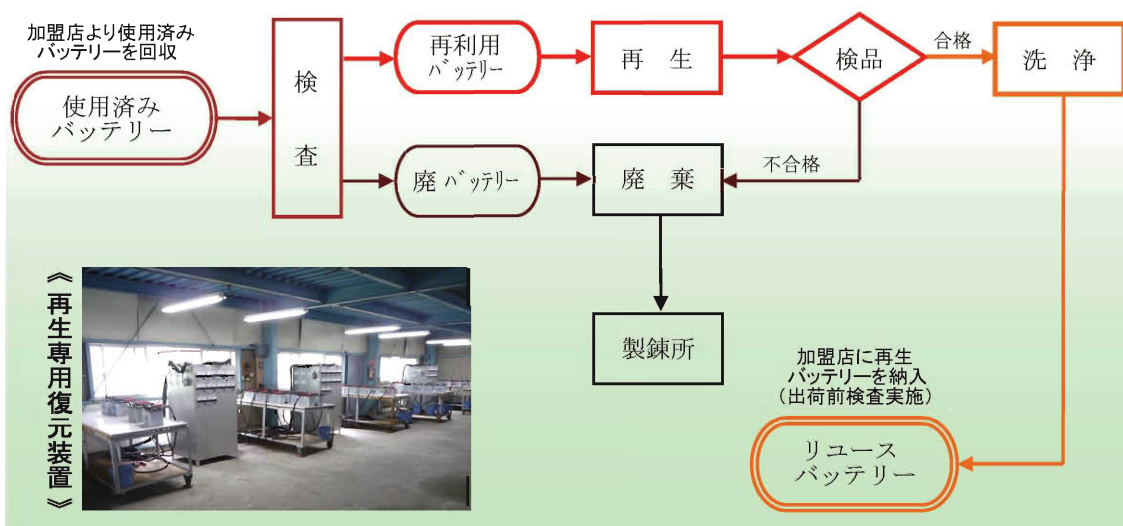 加盟店より使用済み
バッテリーを回収
使用済み
バッテリー
検
査
再利用
バッテリー
再 生
検品
合格
洗 浄
廃バッテリー
廃 棄
不合格
製錬所
《再生専用復元装置》
加盟店に再生
バッテリーを納入
(出荷前検査実施)
リユース
バッテリー